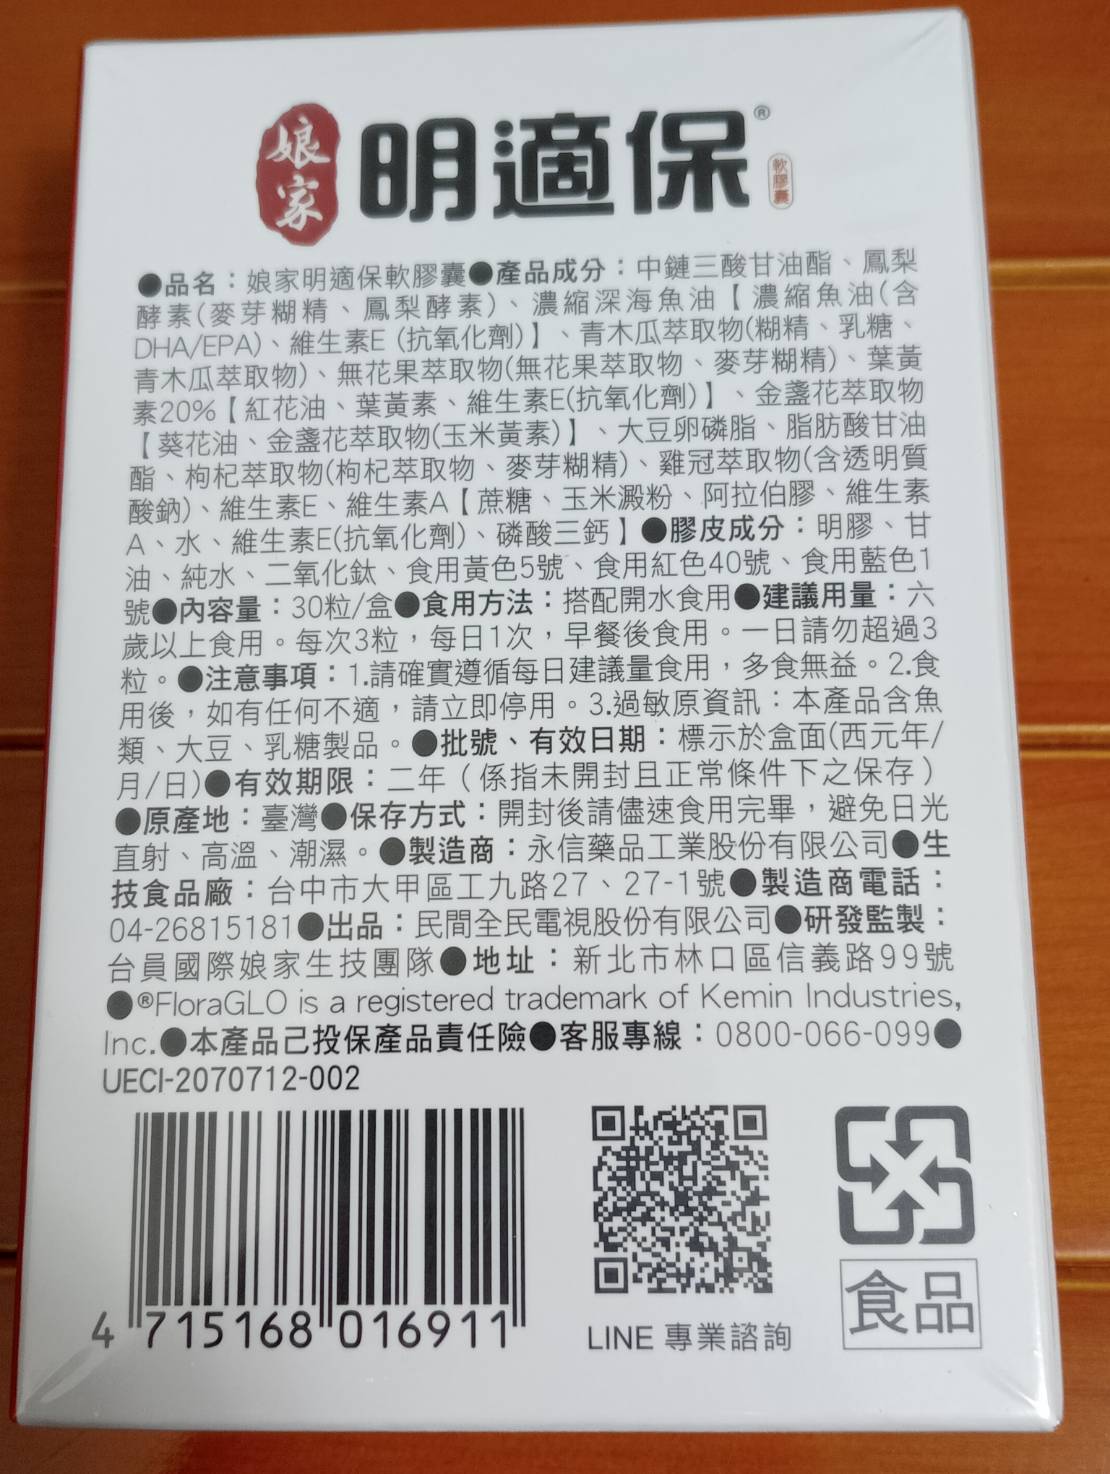 娘家 明適保® 軟膠囊
●品名：娘家明適保軟膠囊●產品成分：中鏈三酸甘油酯、鳳梨
酵素(麥芽糊精、鳳梨酵素)、濃縮深海魚油【濃縮魚油(含
DHA/EPA)、維生素E (抗氧化劑)】、青木瓜萃取物(糊精、乳糖、
青木瓜萃取物)、無花果萃取物(無花果萃取物、麥芽糊精)、葉黃
素20%【紅花油、葉黃素、維生素E(抗氧化劑)】、金盞花萃取物
【葵花油、金盞花萃取物(玉米黃素)】、大豆卵磷脂、脂肪酸甘油
酯、枸杞萃取物(枸杞萃取物、麥芽糊精)、雞冠萃取物(含透明質
酸鈉)、維生素E、維生素A【蔗糖、玉米澱粉、阿拉伯膠、維生素
A、水、維生素E(抗氧化劑)、磷酸三鈣】●膠皮成分：明膠、甘
油、純水、二氧化鈦、食用黃色5號、食用紅色40號、食用藍色1
號●內容量：30粒/盒●食用方法：搭配開水食用●建議用量：六
歲以上食用。每次3粒，每日1次，早餐後食用。一日請勿超過3
粒。●注意事項：1.請確實遵循每日建議量食用，多食無益。2.食
用後，如有任何不適，請立即停用。3.過敏原資訊：本產品含魚
類、大豆、乳糖製品。●批號、有效日期：標示於盒面(西元年/
月/日)●有效期限：二年（係指未開封且正常條件下之保存）
●原產地：臺灣●保存方式：開封後請儘速食用完畢，避免日光
直射、高溫、潮濕。●製造商：永信藥品工業股份有限公司●生
技食品廠：台中市大甲區工九路27、27-1號●製造商電話：
04-26815181●出品：民間全民電視股份有限公司●研發監製：
台員國際娘家生技團隊●地址：新北市林口區信義路99號
●®FloraGLO is a registered trademark of Kemin Industries,
Inc.●本產品己投保產品責任險●客服專線：0800-066-099●
UECI-2070712-002
4 715168 016911
LINE 專業諮詢
食品